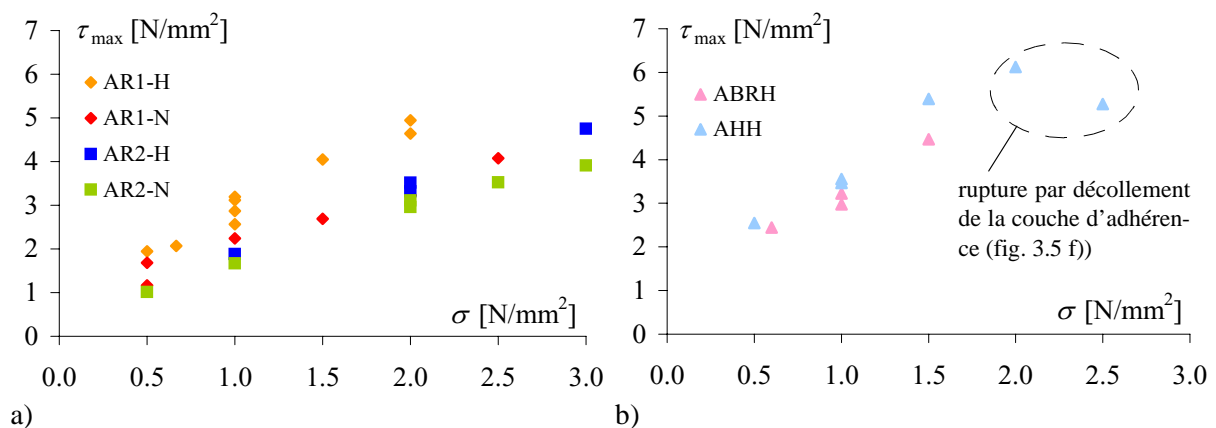 τmax [N/mm²]
7
6
5
4
3
2
1
0
AR1-H
AR1-N
AR2-H
AR2-N
σ [N/mm²]
0.0 0.5 1.0 1.5 2.0 2.5 3.0
a)
τmax [N/mm²]
7
6
5
4
3
2
1
0
ABRH
AHH
rupture par décollement
de la couche d'adhéren-
ce (fig. 3.5 f))
σ [N/mm²]
0.0 0.5 1.0 1.5 2.0 2.5 3.0
b)